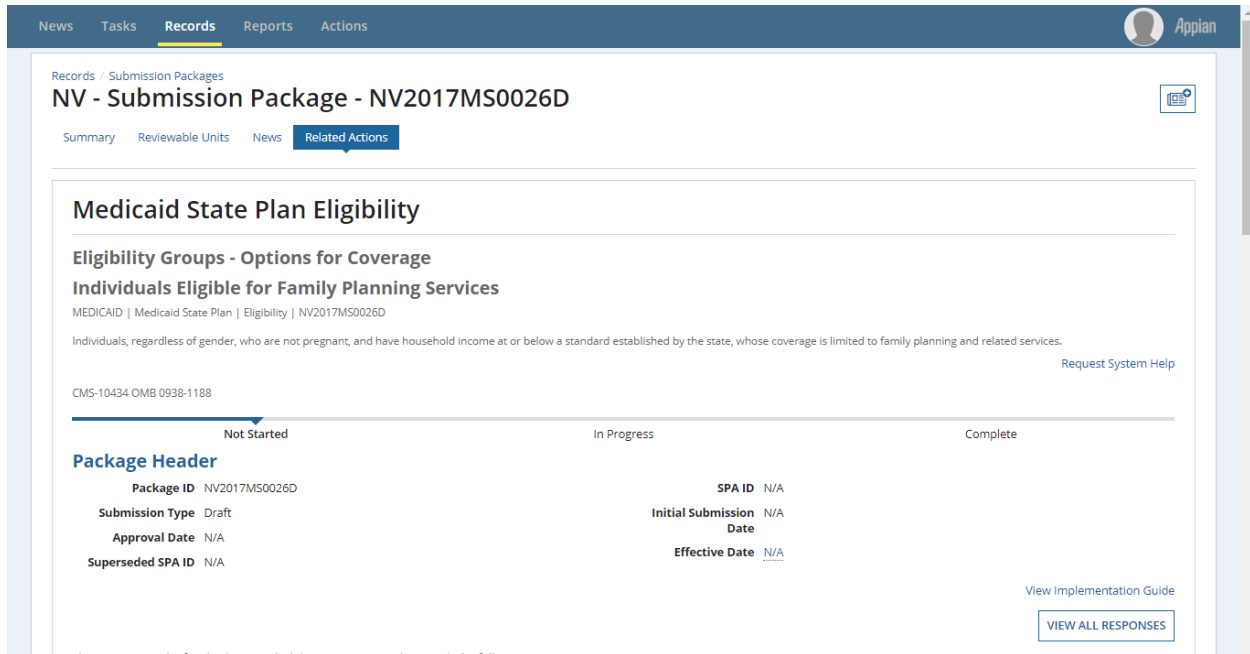 News Tasks Records Reports Actions Appian
Records / Submission Packages
NV - Submission Package - NV2017MS0026D
Summary Reviewable Units News Related Actions
Medicaid State Plan Eligibility
Eligibility Groups - Options for Coverage
Individuals Eligible for Family Planning Services
MEDICAID | Medicaid State Plan | Eligibility | NV2017MS0026D
Individuals, regardless of gender, who are not pregnant, and have household income at or below a standard established by the state, whose coverage is limited to family planning and related services.
Request System Help
CMS-10434 OMB 0938-1188
Not Started In Progress Complete
Package Header
Package ID NV2017MS0026D SPA ID N/A
Submission Type Draft Initial Submission Date N/A
Approval Date N/A Effective Date N/A
Superseded SPA ID N/A
View Implementation Guide
VIEW ALL RESPONSES